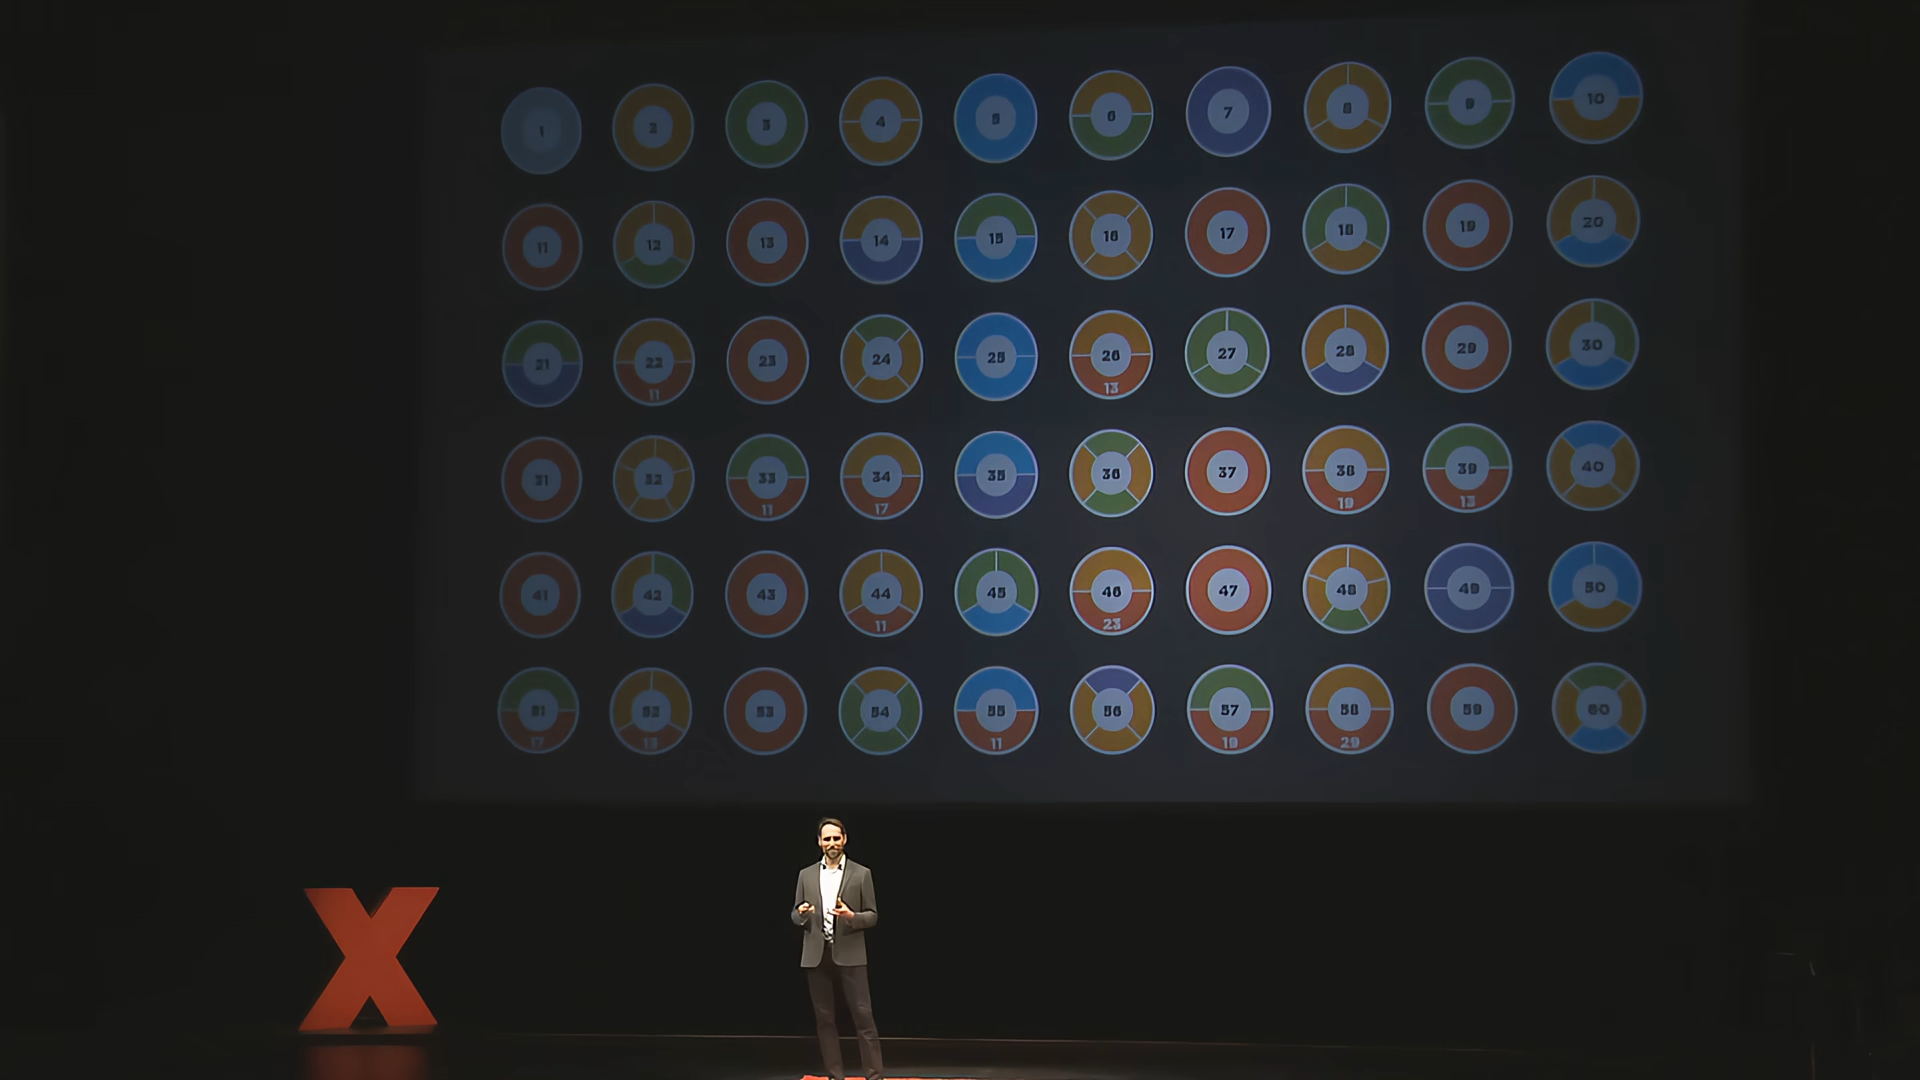 1 2 3 4 5 6 7 8 9 10
11 12 13 14 15 16 17 18 19 20
21 22 23 24 25 26 27 28 29 30
11 13
31 32 33 34 35 36 37 38 39 40
11 17 19 13
41 42 43 44 45 46 47 48 49 50
11 23
51 52 53 54 55 56 57 58 59 60
17 13 11 19 29
X